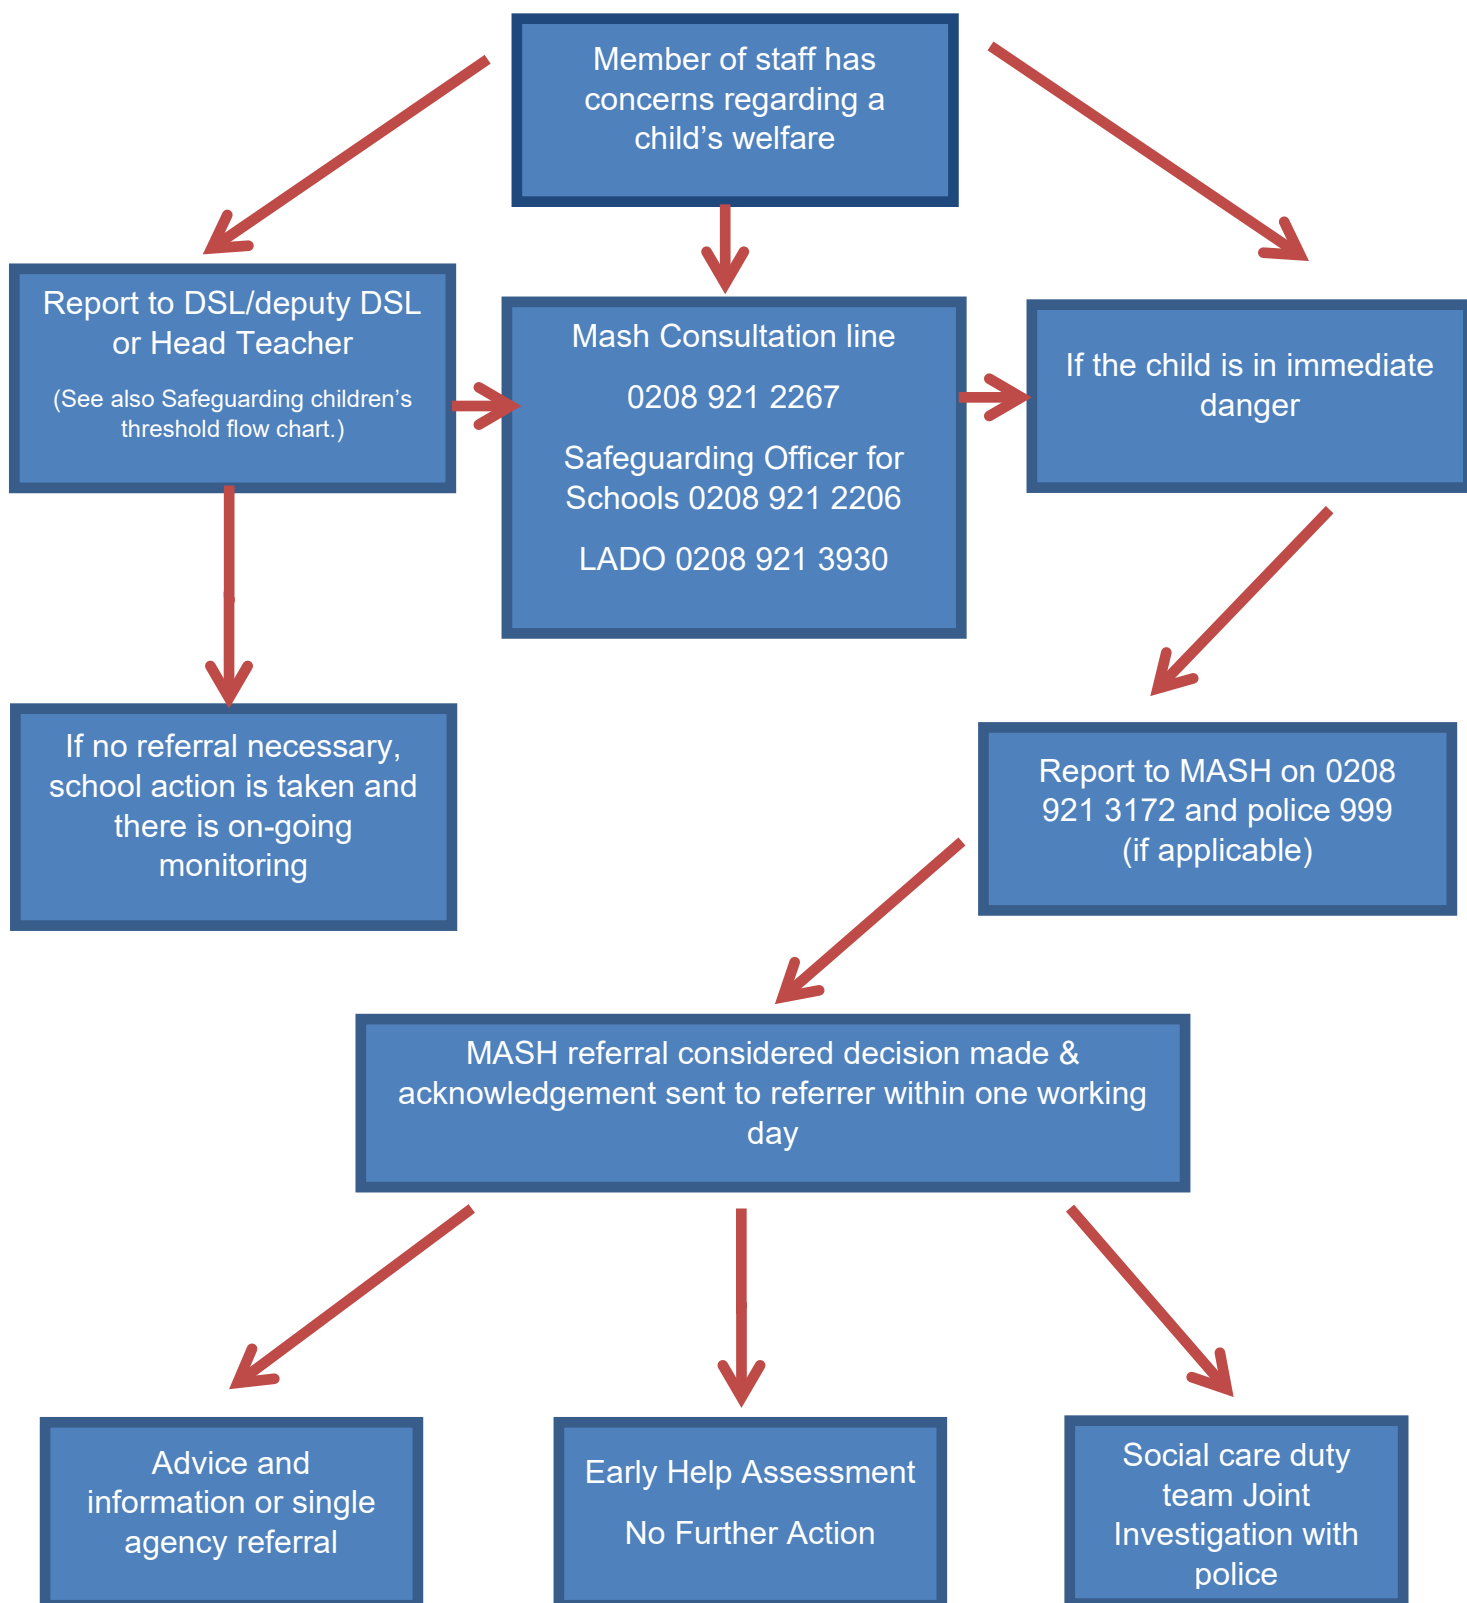 Member of staff has
concerns regarding a
child’s welfare
Report to DSL/deputy DSL
or Head Teacher
(See also Safeguarding children’s
threshold flow chart.)
Mash Consultation line
0208 921 2267
Safeguarding Officer for
Schools 0208 921 2206
LADO 0208 921 3930
If the child is in immediate
danger
If no referral necessary,
school action is taken and
there is on-going
monitoring
Report to MASH on 0208
921 3172 and police 999
(if applicable)
MASH referral considered decision made &
acknowledgement sent to referrer within one working
day
Advice and
information or single
agency referral
Early Help Assessment
No Further Action
Social care duty
team Joint
Investigation with
police